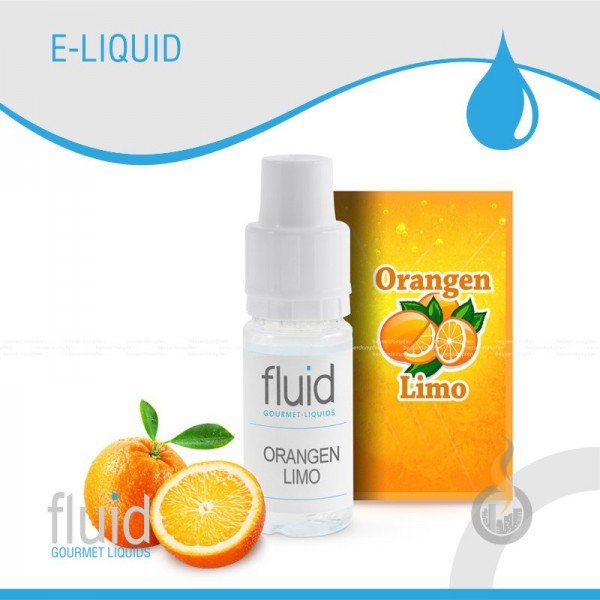 E-LIQUID
Orangen
Limo
fluid
GOURMET-LIQUIDS
ORANGEN
LIMO
fluid
GOURMET LIQUIDS